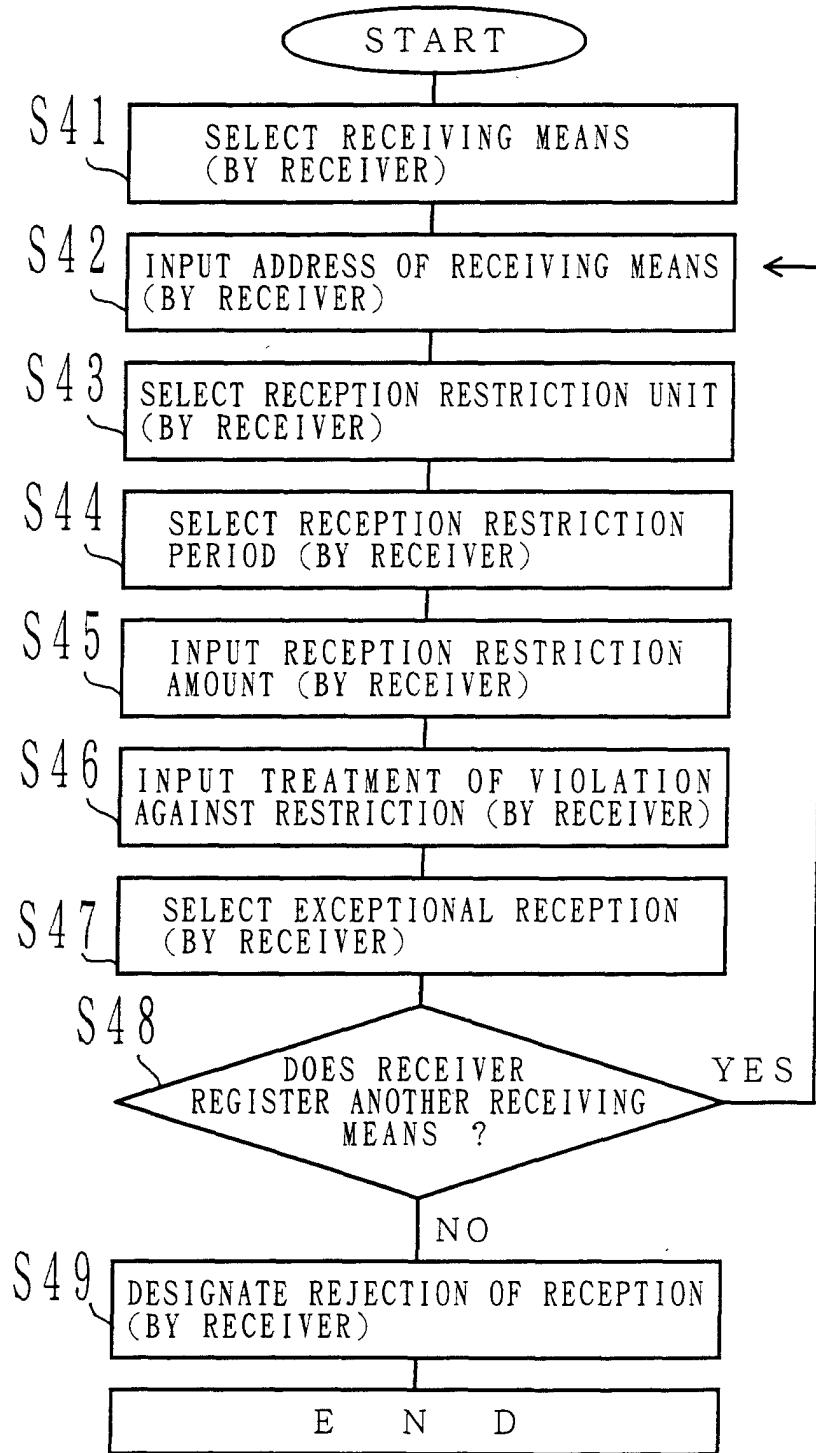 START
S41
SELECT RECEIVING MEANS
(BY RECEIVER)
S42
INPUT ADDRESS OF RECEIVING MEANS
(BY RECEIVER)
S43
SELECT RECEPTION RESTRICTION UNIT
(BY RECEIVER)
S44
SELECT RECEPTION RESTRICTION
PERIOD (BY RECEIVER)
S45
INPUT RECEPTION RESTRICTION
AMOUNT (BY RECEIVER)
S46
INPUT TREATMENT OF VIOLATION
AGAINST RESTRICTION (BY RECEIVER)
S47
SELECT EXCEPTIONAL RECEPTION
(BY RECEIVER)
S48
DOES RECEIVER
REGISTER ANOTHER RECEIVING
MEANS ?
YES
NO
S49
DESIGNATE REJECTION OF RECEPTION
(BY RECEIVER)
E N D